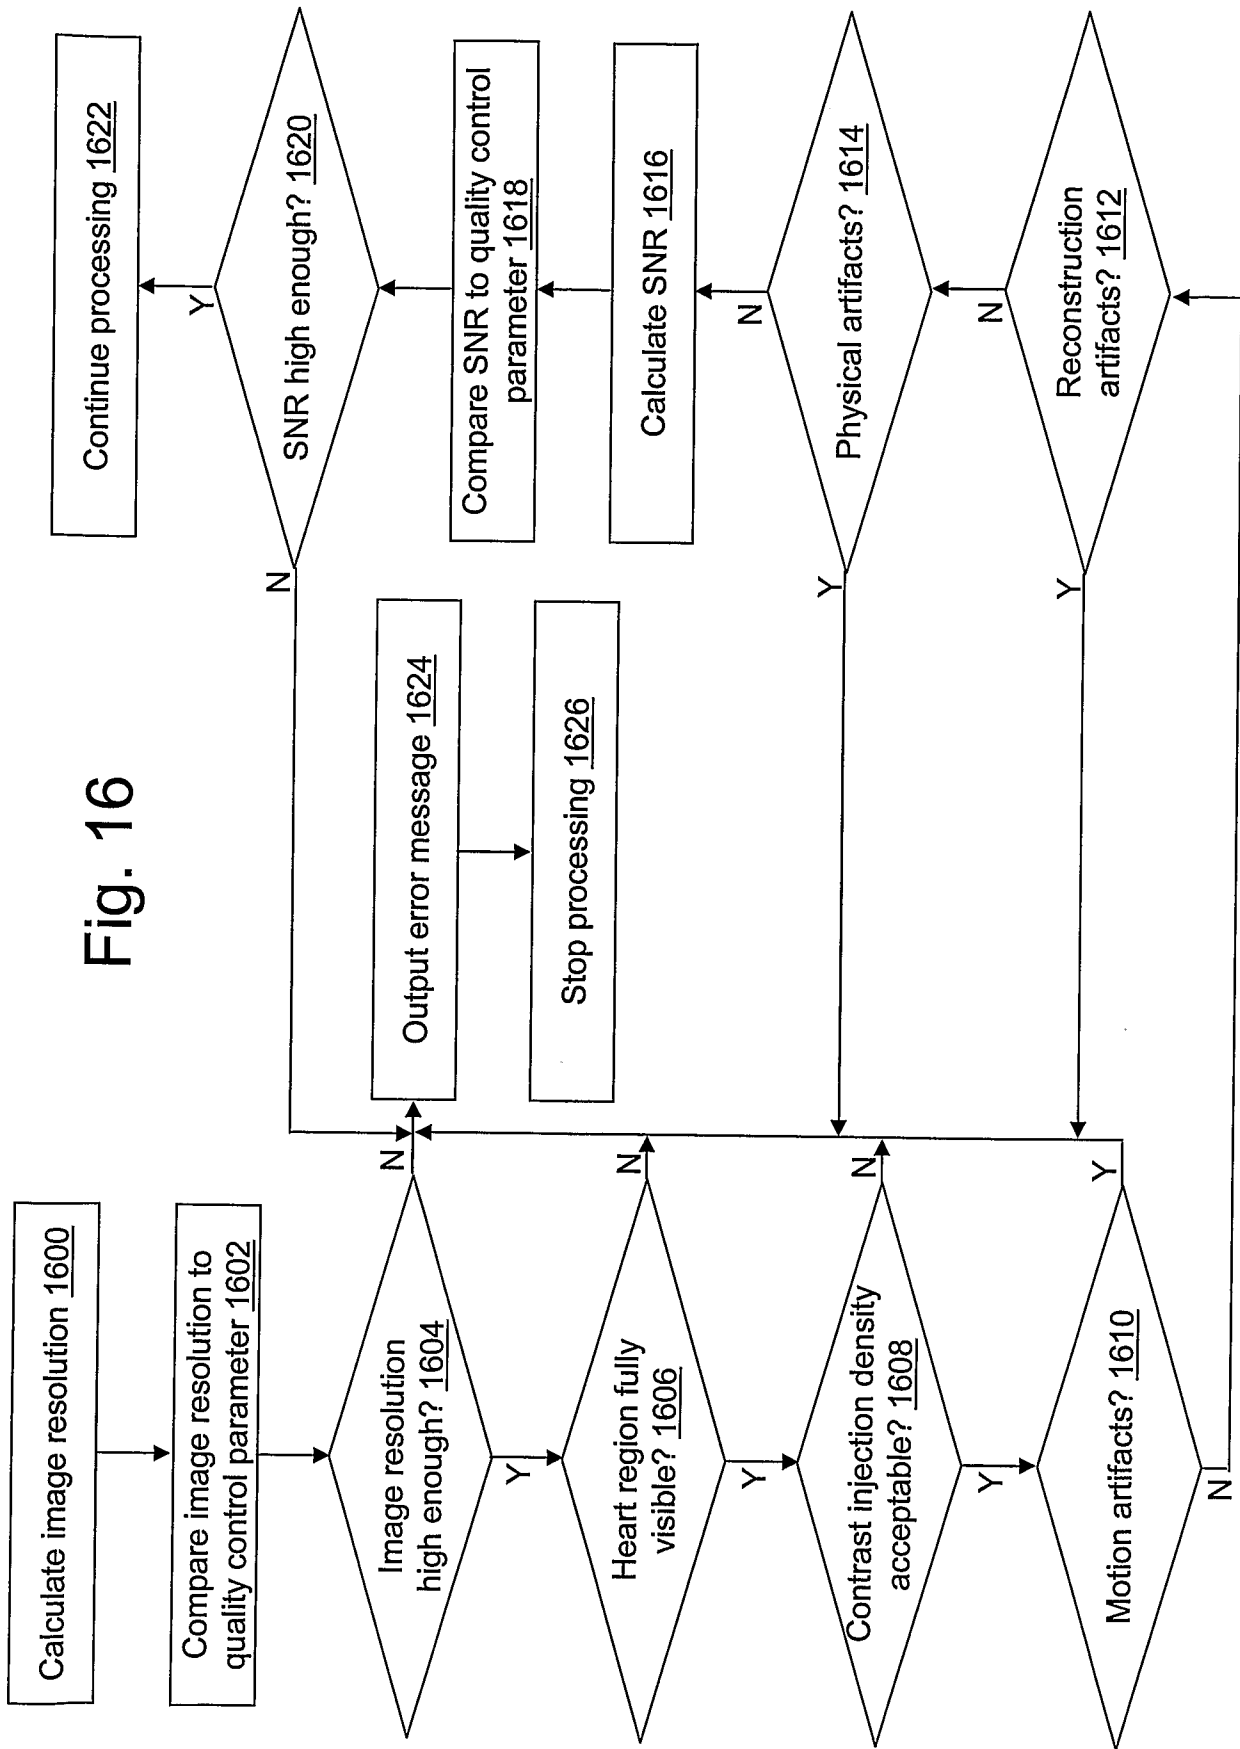 Fig. 16
Calculate image resolution 1600
Compare image resolution to
quality control parameter 1602
Image resolution
high enough? 1604
N
Y
Heart region fully
visible? 1606
N
Y
Contrast injection density
acceptable? 1608
N
Y
Motion artifacts? 1610
Y
N
Output error message 1624
Stop processing 1626
Continue processing 1622
Y
SNR high enough? 1620
N
Compare SNR to quality control
parameter 1618
Calculate SNR 1616
N
Physical artifacts? 1614
Y
N
Reconstruction
artifacts? 1612
Y